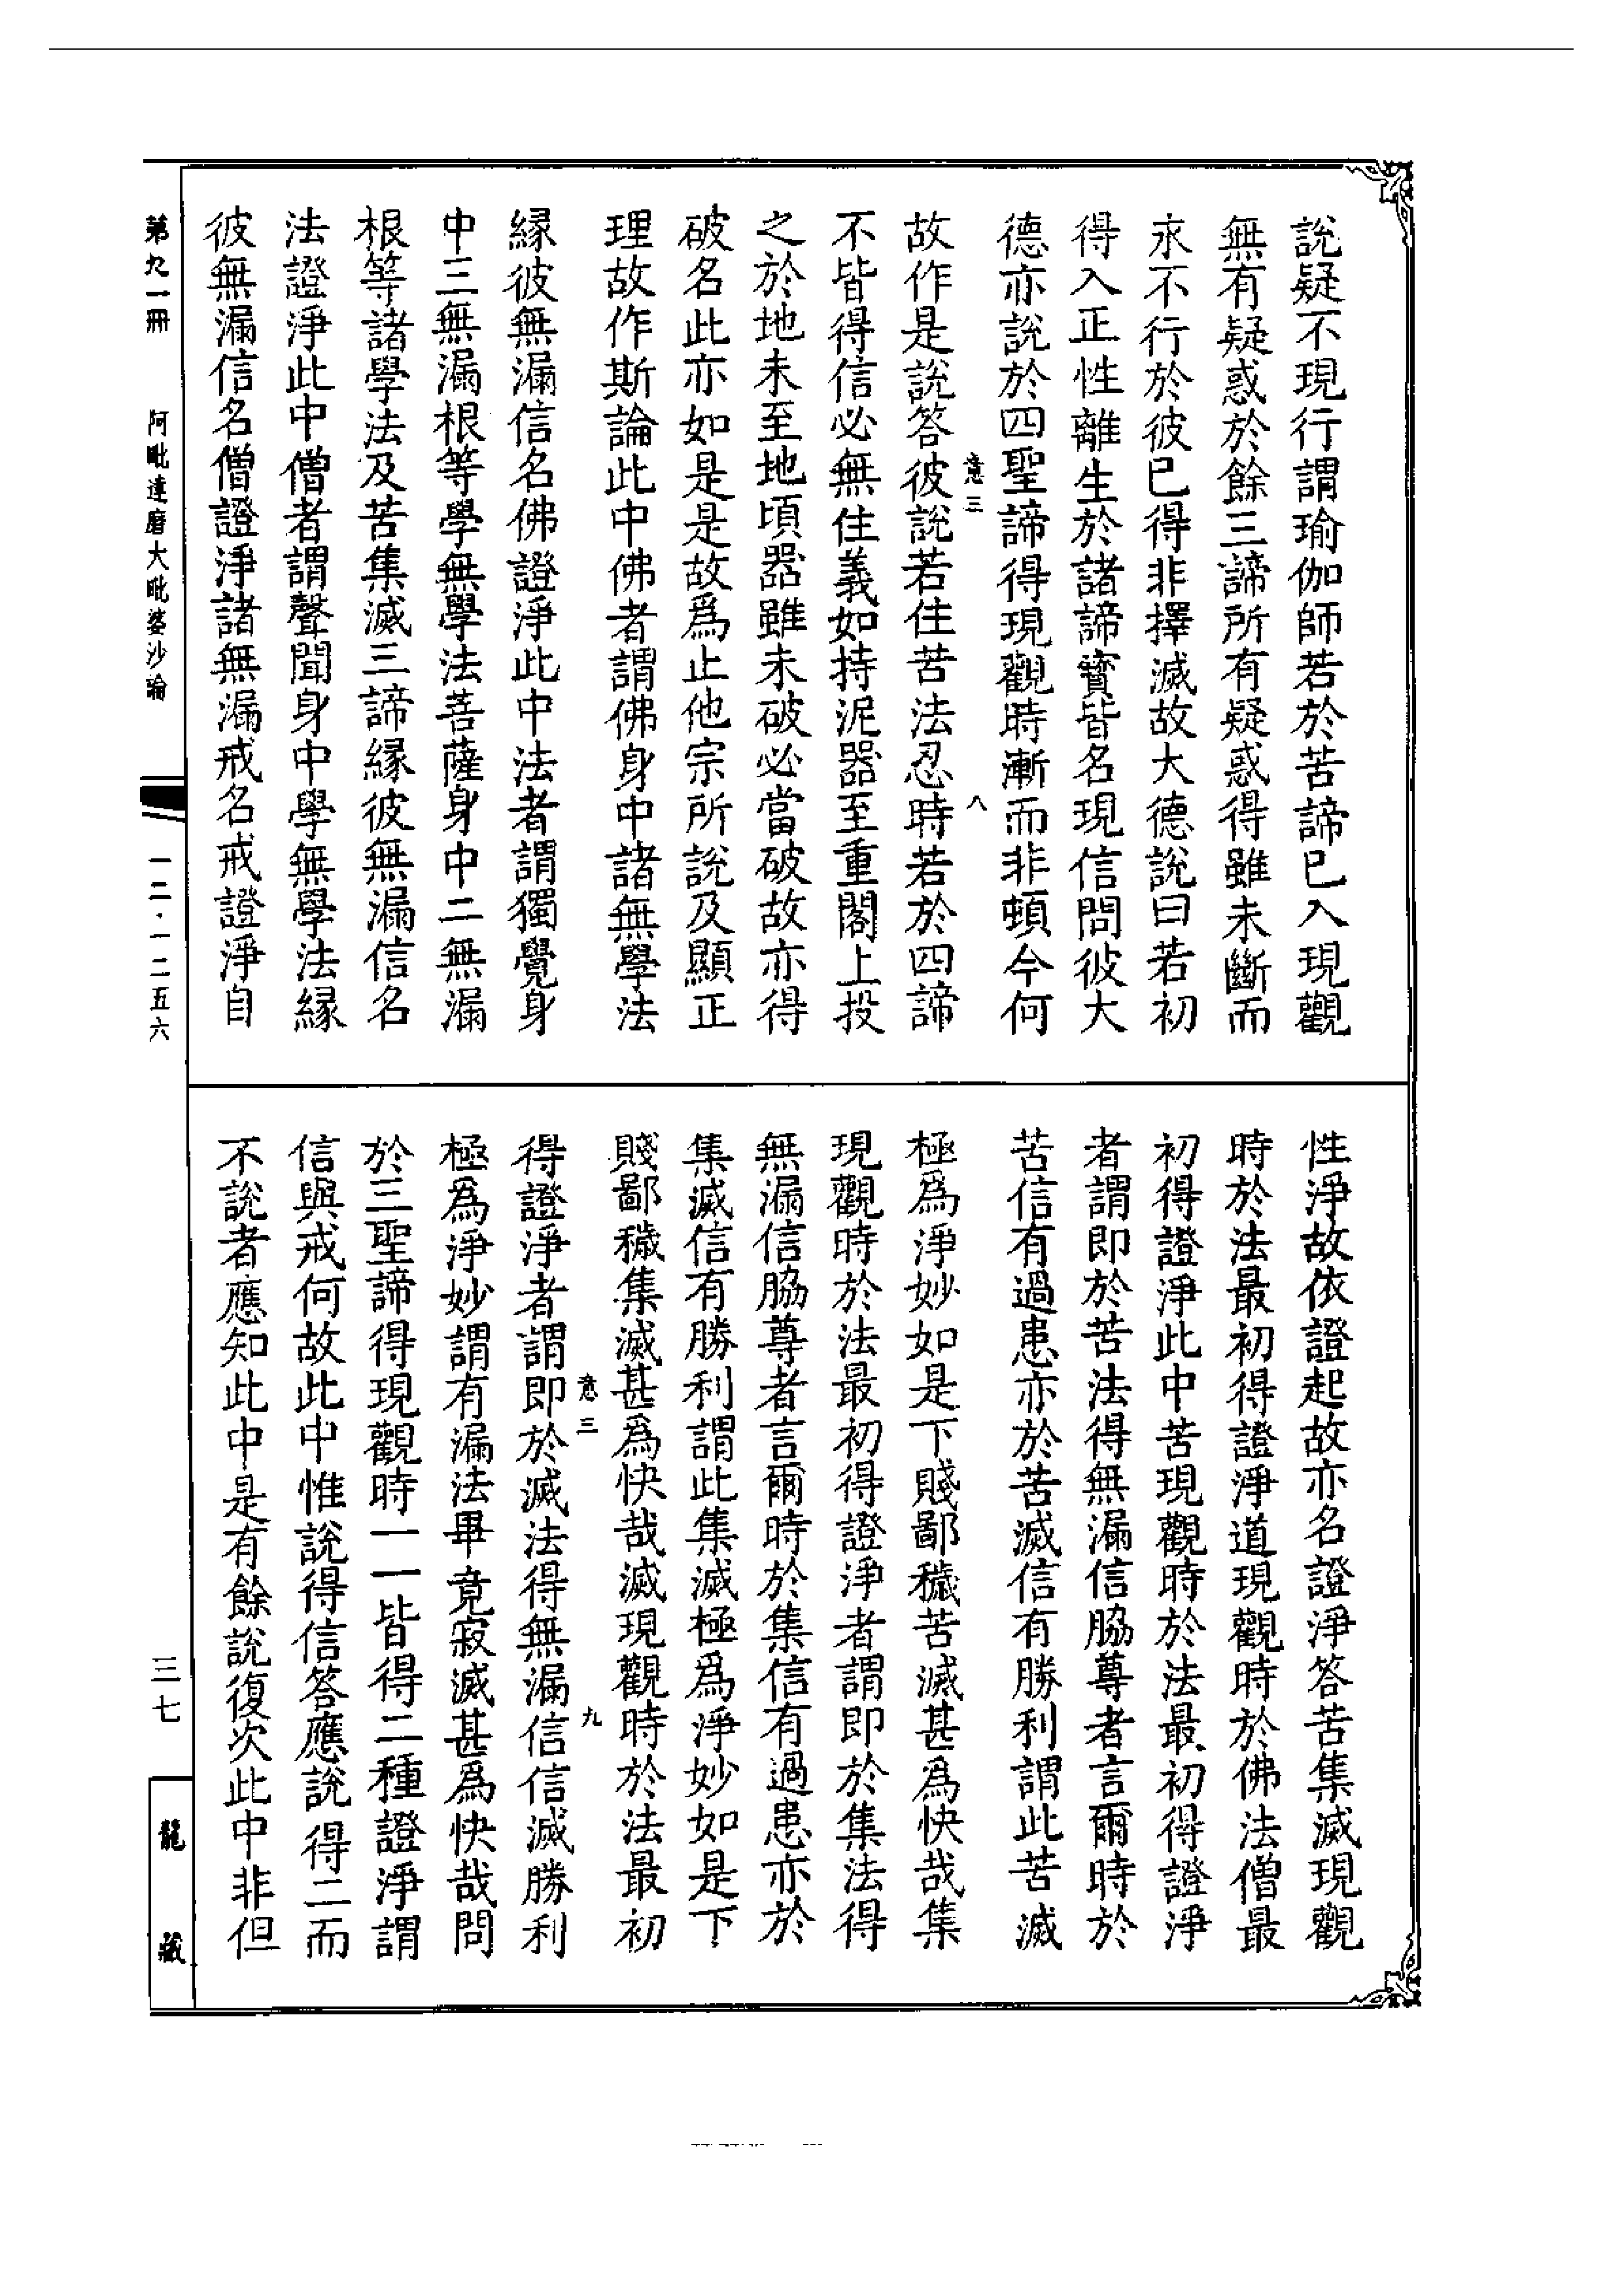 說疑不現行謂瑜伽師若於苦諦已入現觀
無有疑惑於餘三諦所有疑惑得雖未斷而
永不行於彼已得非擇滅故大德說曰若初
得入正性離生於諸諦寶皆名現信問彼大
德亦說於四聖諦得現觀時漸而非頓今何
意三
八
故作是說答彼說若住苦法忍時若於四諦
不皆得信必無住義如持泥器至重閣上投
之於地未至地頃器雖未破必當破故亦得
破名此亦如是是故爲止他宗所說及顯正
理故作斯論此中佛者謂佛身中諸無學法
緣彼無漏信名佛證淨此中法者謂獨覺身
中三無漏根等學無學法菩薩身中二無漏
根等諸學法及苦集滅三諦緣彼無漏信名
法證淨此中僧者謂聲聞身中學無學法緣
彼無漏信名僧證淨諸無漏戒名戒證淨自
性淨故依證起故亦名證淨答苦集滅現觀
時於法最初得證淨道現觀時於佛法僧最
初得證淨此中苦現觀時於法最初得證淨
者謂即於苦法得無漏信脇尊者言爾時於
苦信有過患亦於苦滅信有勝利謂此苦滅
極爲淨妙如是下賤鄙穢苦滅甚爲快哉集
現觀時於法最初得證淨者謂即於集法得
無漏信脇尊者言爾時於集信有過患亦於
集滅信有勝利謂此集滅極爲淨妙如是下
賤鄙穢集滅甚爲快哉滅現觀時於法最初
意三
九
得證淨者謂即於滅法得無漏信信滅勝利
極爲淨妙謂有漏法畢竟寂滅甚爲快哉問
於三聖諦得現觀時一一皆得二種證淨謂
信與戒何故此中惟說得信答應說得二而
不說者應知此中是有餘說復次此中非但
第九一冊
阿毗達磨大毗婆沙論
一二·一二五六
三七
龍藏